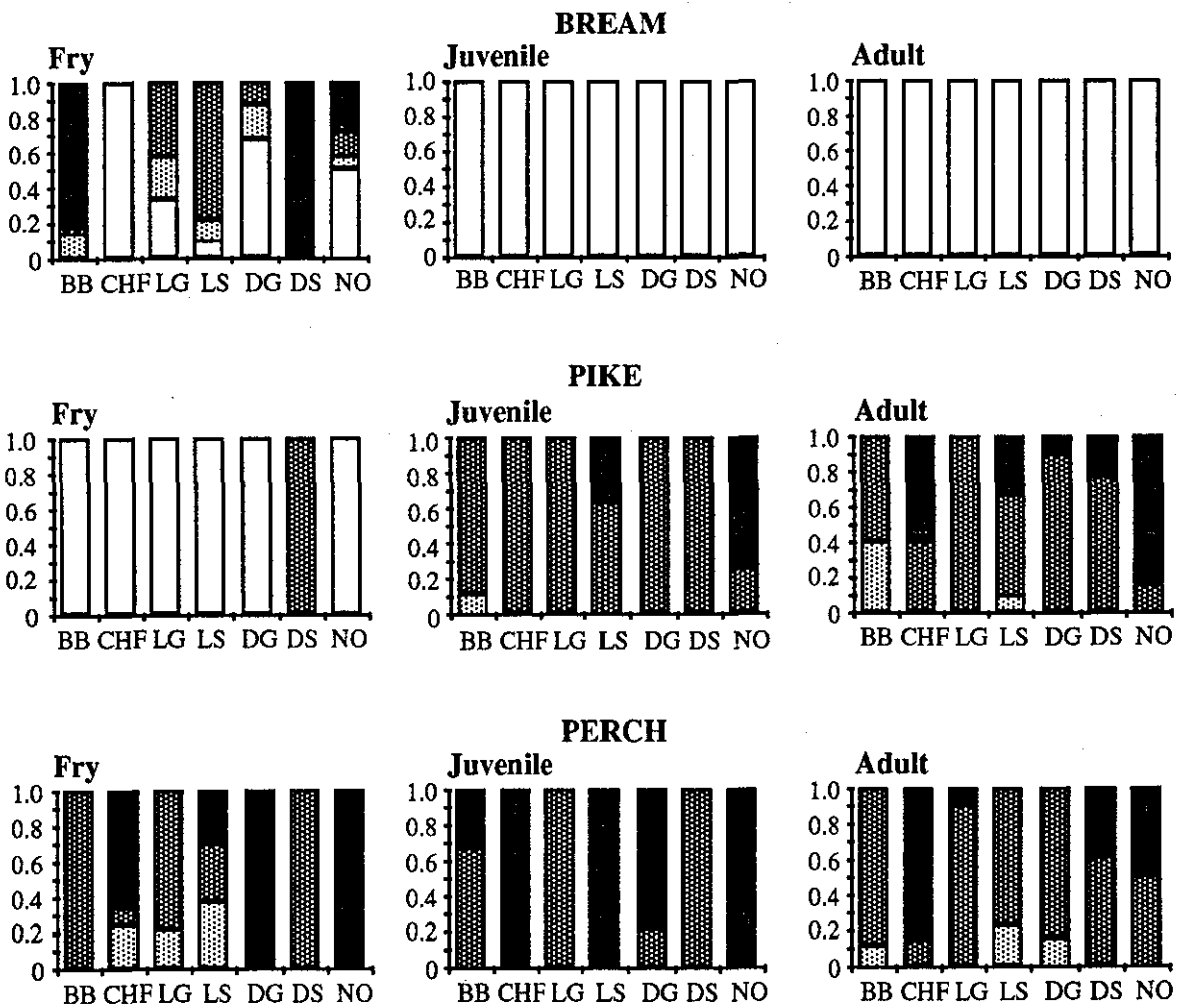 BREAM
Fry Juvenile Adult
1.0 1.0 1.0
0.8 0.8 0.8
0.6 0.6 0.6
0.4 0.4 0.4
0.2 0.2 0.2
0 0 0
BB CHF LG LS DG DS NO BB CHF LG LS DG DS NO BB CHF LG LS DG DS NO
PIKE
Fry Juvenile Adult
1.0 1.0 1.0
0.8 0.8 0.8
0.6 0.6 0.6
0.4 0.4 0.4
0.2 0.2 0.2
0 0 0
BB CHF LG LS DG DS NO BB CHF LG LS DG DS NO BB CHF LG LS DG DS NO
PERCH
Fry Juvenile Adult
1.0 1.0 1.0
0.8 0.8 0.8
0.6 0.6 0.6
0.4 0.4 0.4
0.2 0.2 0.2
0 0 0
BB CHF LG LS DG DS NO BB CHF LG LS DG DS NO BB CHF LG LS DG DS NO